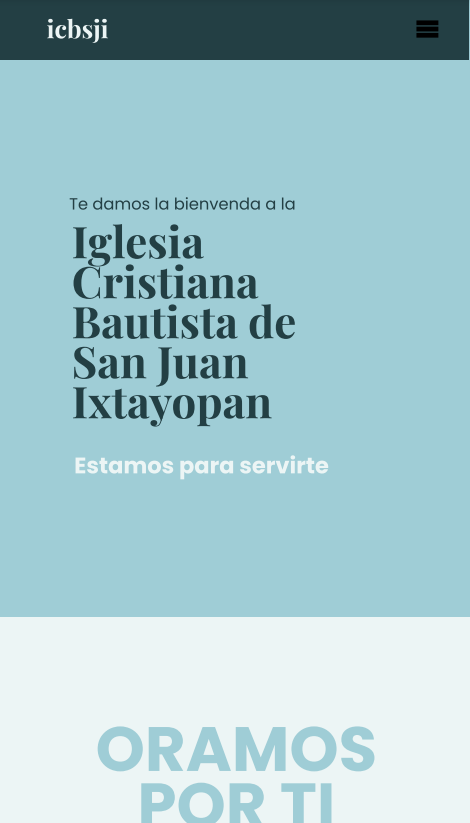 icbsji
Te damos la bienvenda a la
Iglesia
Cristiana
Bautista de
San Juan
Ixtayopan
Estamos para servirte
ORAMOS
POR TI